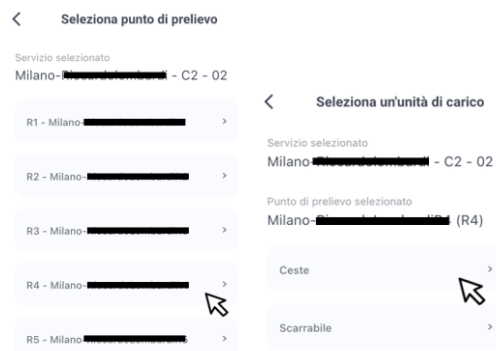 Seleziona punto di prelievo
Servizio selezionato
Milano- - C2 - 02
R1 - Milano-
R2 - Milano-
R3 - Milano-
R4 - Milano-
R5 - Milano-
Seleziona un'unità di carico
Servizio selezionato
Milano- - C2 - 02
Punto di prelievo selezionato
Milano- (R4)
Ceste
Scarrabile